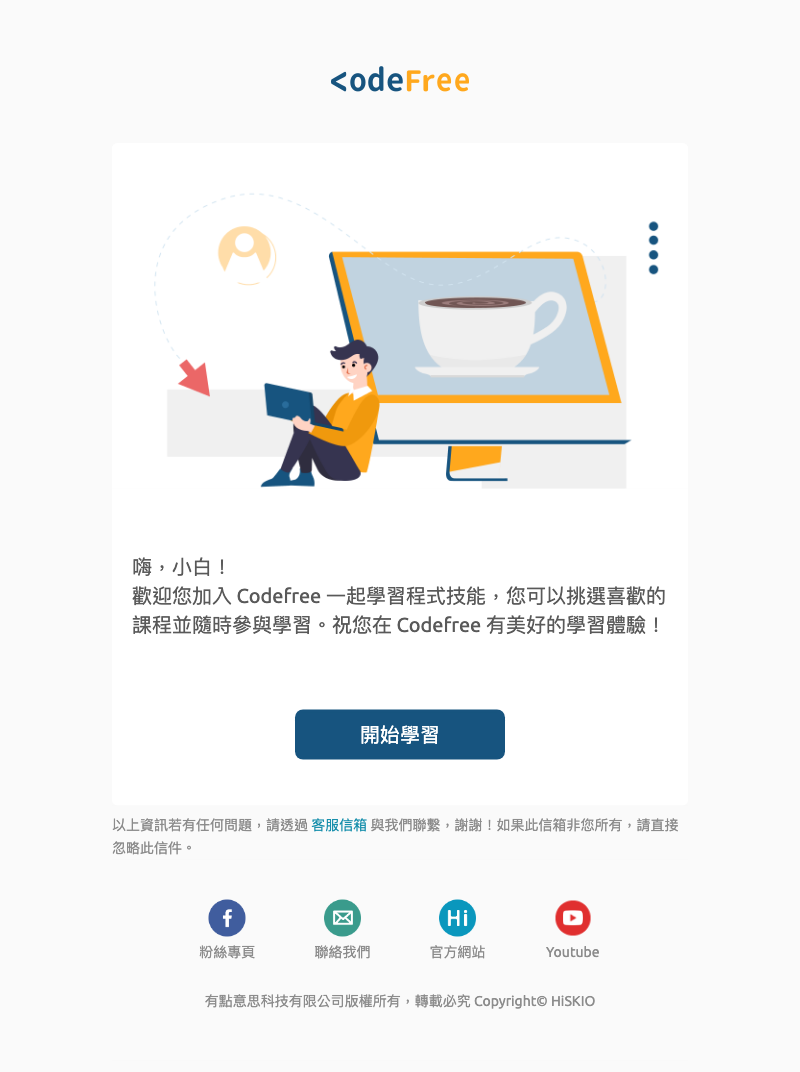 <odeFree
嗨，小白！
歡迎您加入 Codefree 一起學習程式技能，您可以挑選喜歡的
課程並隨時參與學習。祝您在 Codefree 有美好的學習體驗！
開始學習
以上資訊若有任何問題，請透過 客服信箱 與我們聯繫，謝謝！如果此信箱非您所有，請直接
忽略此信件。
Hi
粉絲專頁 聯絡我們 官方網站 Youtube
有點意思科技有限公司版權所有，轉載必究 Copyright© HiSKIO